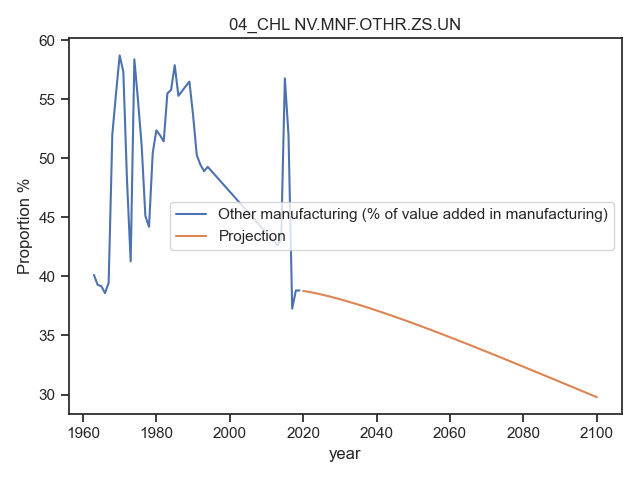 04_CHL NV.MNF.OTHR.ZS.UN
60
55
50
45
40
35
30
Proportion %
Other manufacturing (% of value added in manufacturing)
Projection
1960 1980 2000 2020 2040 2060 2080 2100
year